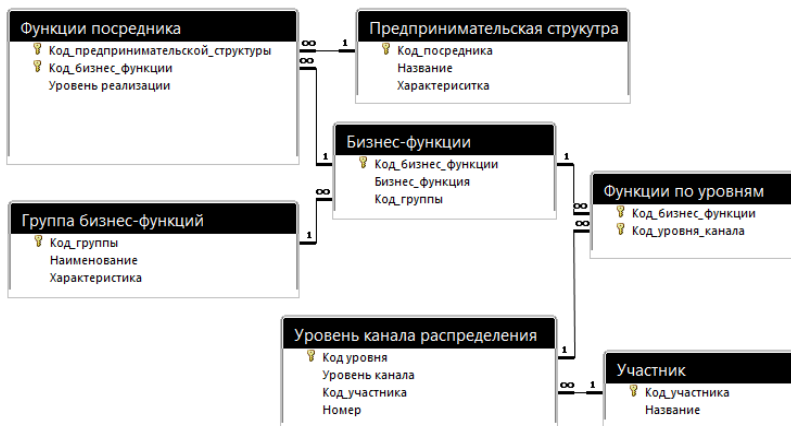 Функции посредника
Код_предпринимательской_структуры
Код_бизнес_функции
Уровень реализации
Предпринимательская струкутра
Код_посредника
Название
Характериситка
Бизнес-функции
Код_бизнес_функции
Бизнес_функция
Код_группы
Функции по уровням
Код_бизнес_функции
Код_уровня_канала
Группа бизнес-функций
Код_группы
Наименование
Характеристика
Уровень канала распределения
Код уровня
Уровень канала
Код_участника
Номер
Участник
Код_участника
Название
∞ 1
∞
1
1
∞
∞
1
∞
1
∞ 1